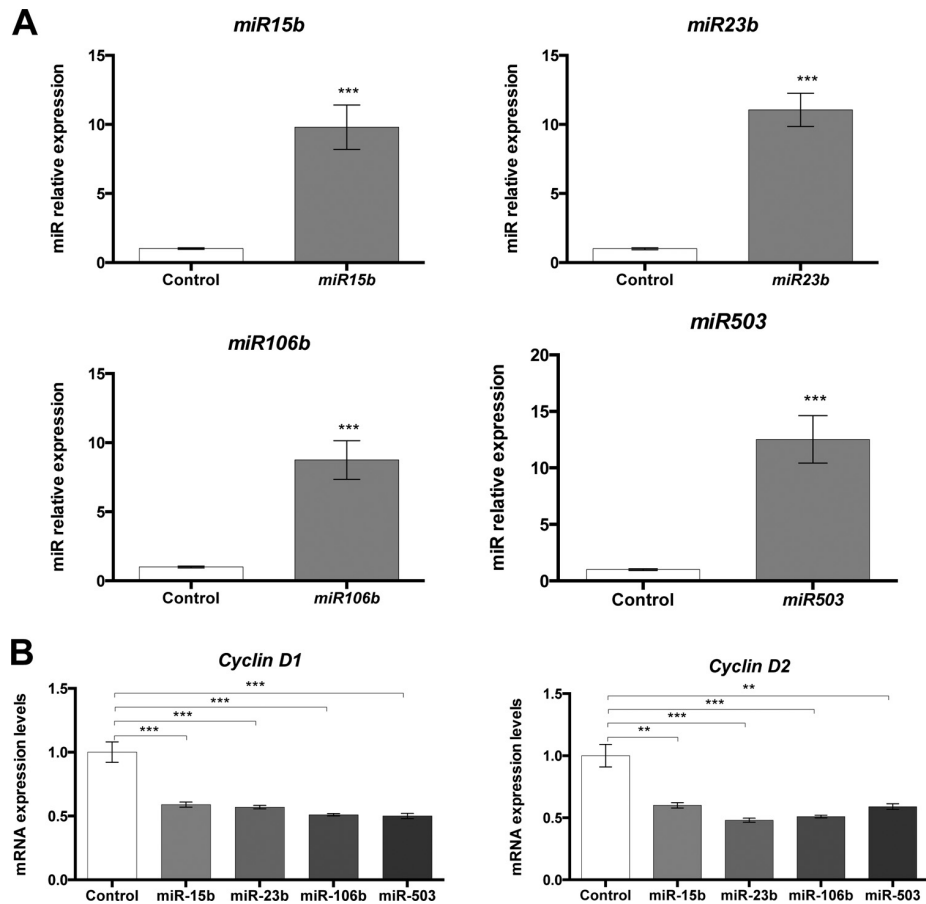 A
miR15b
miR relative expression
15
10
5
0
***
Control
miR15b
miR23b
miR relative expression
15
10
5
0
***
Control
miR23b
miR106b
miR relative expression
15
10
5
0
***
Control
miR106b
miR503
miR relative expression
20
15
10
5
0
***
Control
miR503
B
Cyclin D1
mRNA expression levels
1.5
1.0
0.5
0.0
***
***
***
***
Control miR-15b miR-23b miR-106b miR-503
Cyclin D2
mRNA expression levels
1.5
1.0
0.5
0.0
**
***
***
**
Control miR-15b miR-23b miR-106b miR-503